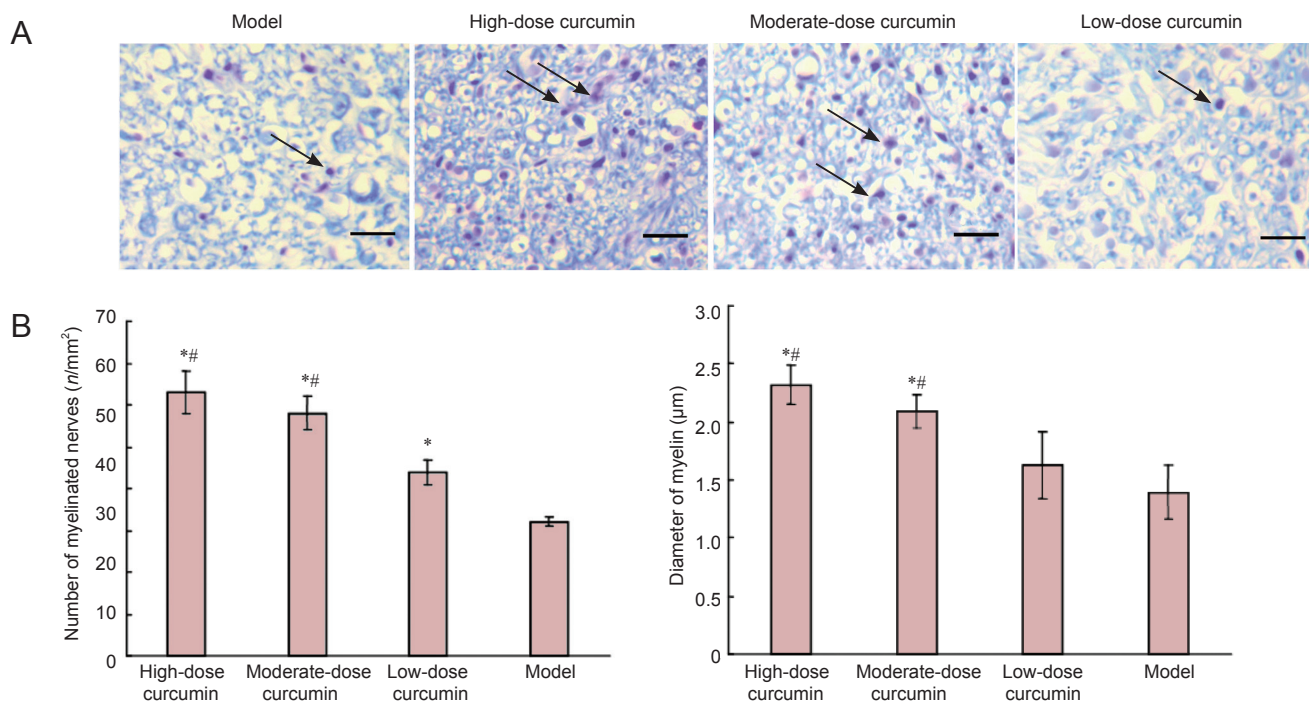 A
Model
High-dose curcumin
Moderate-dose curcumin
Low-dose curcumin
B
Number of myelinated nerves (n/mm²)
70
60
50
40
30
20
10
0
*#
*#
*
High-dose
curcumin
Moderate-dose
curcumin
Low-dose
curcumin
Model
Diameter of myelin (μm)
3.0
2.5
2.0
1.5
1.0
0.5
0
*#
*#
High-dose
curcumin
Moderate-dose
curcumin
Low-dose
curcumin
Model